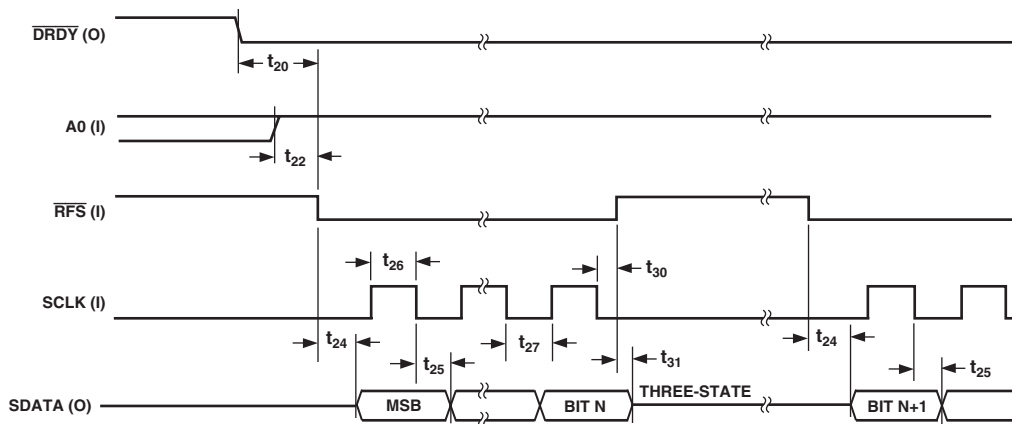 DRDY (O)
t20
A0 (I)
t22
RFS (I)
t26
t30
SCLK (I)
t24
t25
t27
t31
t24
t25
SDATA (O)
MSB
BIT N
THREE-STATE
BIT N+1